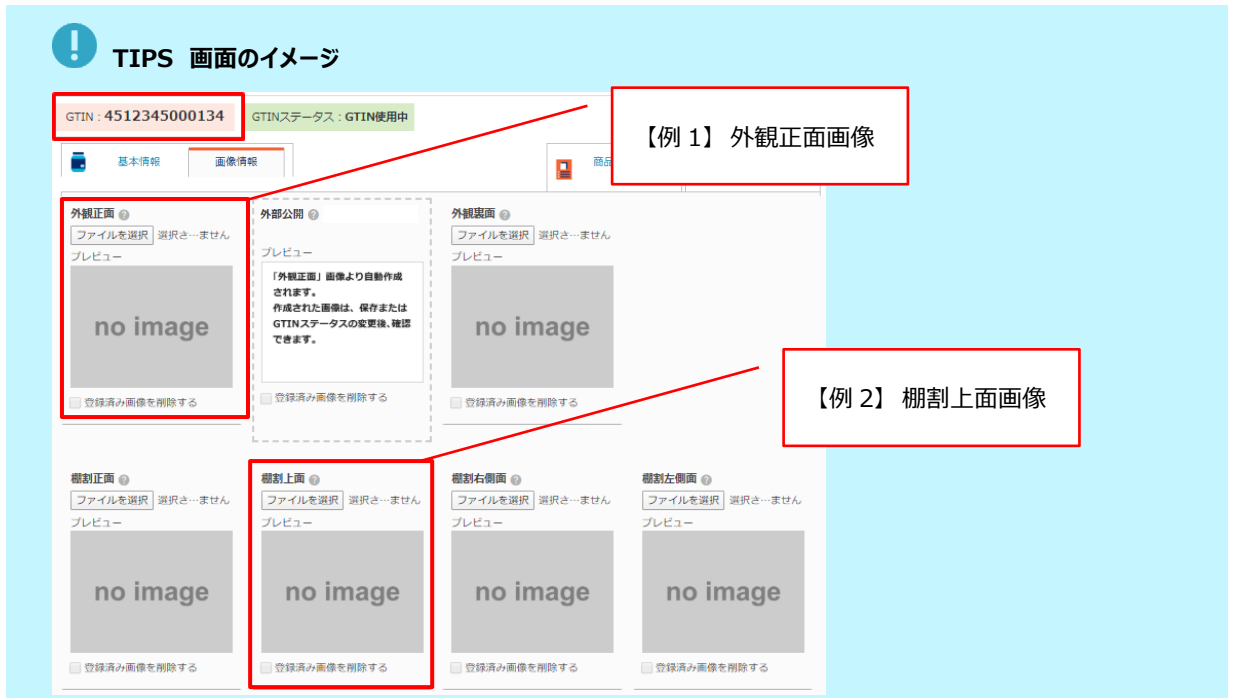 TIPS 画面のイメージ
GTIN : 4512345000134
GTINステータス : GTIN使用中
【例 1】 外観正面画像
基本情報
画像情報
商品
外観正面
ファイルを選択 選択さ…ません
プレビュー
no image
登録済み画像を削除する
外部公開
プレビュー
「外観正面」画像より自動作成
されます。
作成された画像は、保存または
GTINステータスの変更後、確認
できます。
登録済み画像を削除する
外観裏面
ファイルを選択 選択さ…ません
プレビュー
no image
登録済み画像を削除する
【例 2】 棚割上面画像
棚割正面
ファイルを選択 選択さ…ません
プレビュー
no image
登録済み画像を削除する
棚割上面
ファイルを選択 選択さ…ません
プレビュー
no image
登録済み画像を削除する
棚割右側面
ファイルを選択 選択さ…ません
プレビュー
no image
登録済み画像を削除する
棚割左側面
ファイルを選択 選択さ…ません
プレビュー
no image
登録済み画像を削除する